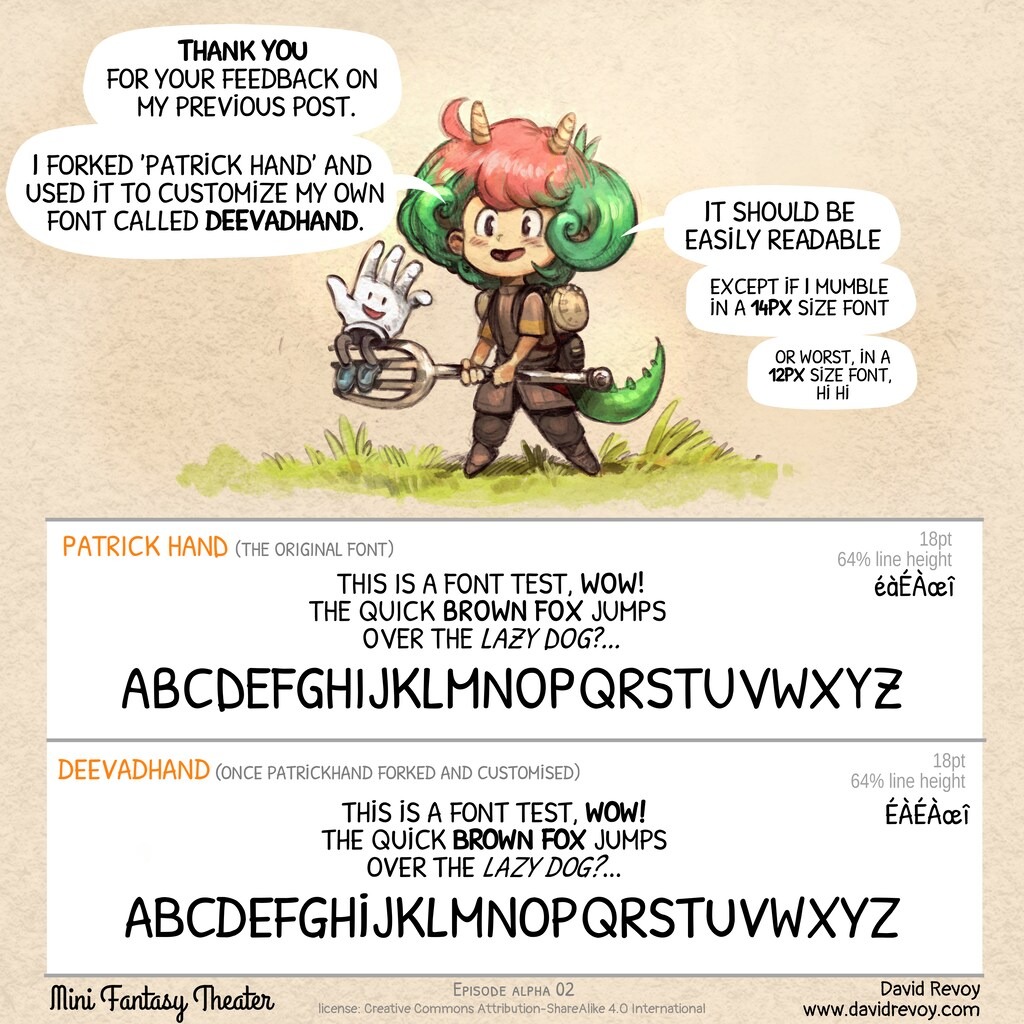 THANK YOU
FOR YOUR FEEDBACK ON
MY PREVIOUS POST.
I FORKED 'PATRICK HAND' AND
USED IT TO CUSTOMIZE MY OWN
FONT CALLED DEEVADHAND.
IT SHOULD BE
EASILY READABLE
EXCEPT IF I MUMBLE
IN A 14PX SIZE FONT
OR WORST, IN A
12PX SIZE FONT,
HI HI
PATRICK HAND (THE ORIGINAL FONT)
18pt
64% line height
éàÉÀœî
THIS IS A FONT TEST, WOW!
THE QUICK BROWN FOX JUMPS
OVER THE LAZY DOG?...
ABCDEFGHIJKLMNOPQRSTUVWXYZ
DEEVADHAND (ONCE PATRICKHAND FORKED AND CUSTOMISED)
18pt
64% line height
ÉÀÉÀœî
THIS IS A FONT TEST, WOW!
THE QUICK BROWN FOX JUMPS
OVER THE LAZY DOG?...
ABCDEFGHIJKLMNOPQRSTUVWXYZ
Mini Fantasy Theater
EPISODE ALPHA 02
license: Creative Commons Attribution-ShareAlike 4.0 International
David Revoy
www.davidrevoy.com